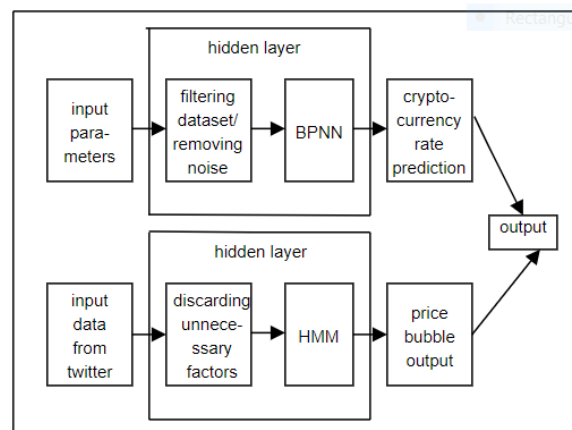 Rectangu
hidden layer
input
para-
meters
filtering
dataset/
removing
noise
BPNN
crypto-
currency
rate
prediction
output
hidden layer
input
data
from
twitter
discarding
unnece-
ssary
factors
HMM
price
bubble
output